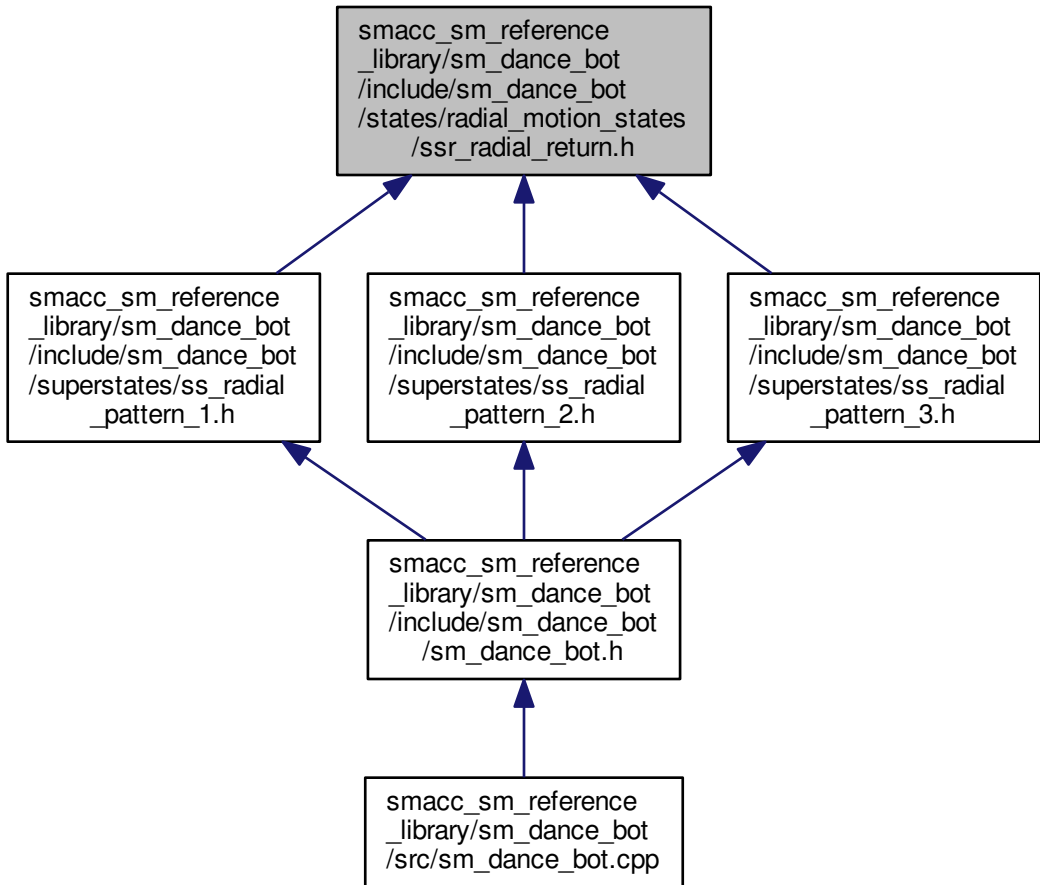 smacc_sm_reference
_library/sm_dance_bot
/include/sm_dance_bot
/states/radial_motion_states
/ssr_radial_return.h
smacc_sm_reference
_library/sm_dance_bot
/include/sm_dance_bot
/superstates/ss_radial
_pattern_1.h
smacc_sm_reference
_library/sm_dance_bot
/include/sm_dance_bot
/superstates/ss_radial
_pattern_2.h
smacc_sm_reference
_library/sm_dance_bot
/include/sm_dance_bot
/superstates/ss_radial
_pattern_3.h
smacc_sm_reference
_library/sm_dance_bot
/include/sm_dance_bot
/sm_dance_bot.h
smacc_sm_reference
_library/sm_dance_bot
/src/sm_dance_bot.cpp